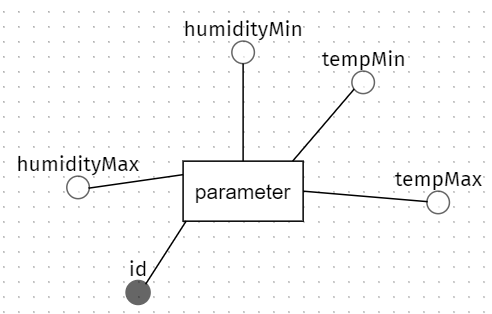 humidityMin
tempMin
humidityMax
tempMax
parameter
id